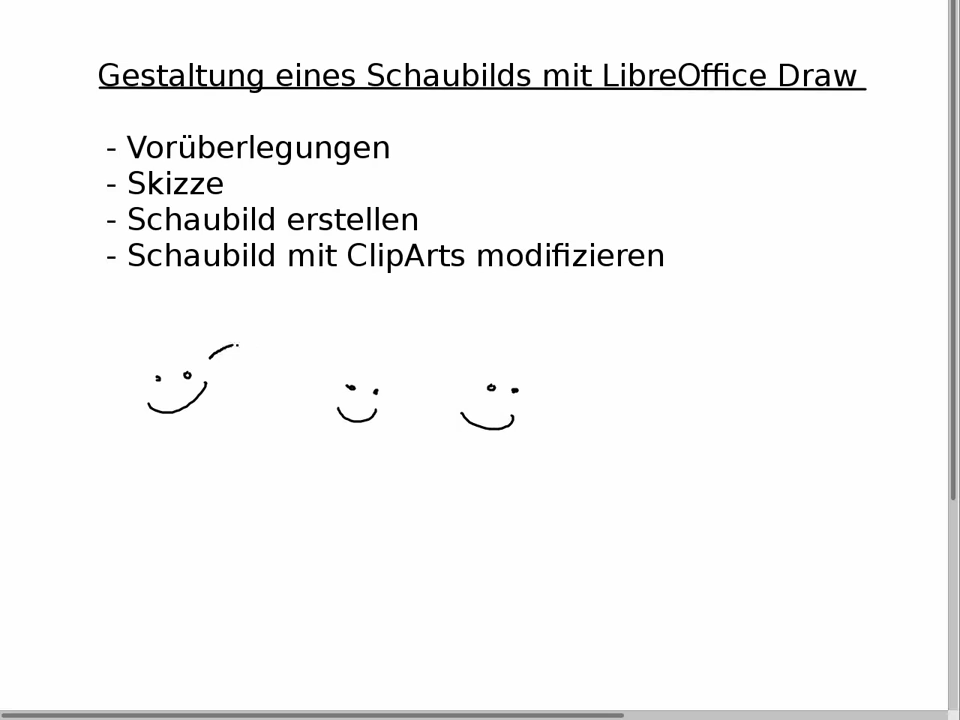 Gestaltung eines Schaubilds mit LibreOffice Draw
- Vorüberlegungen
- Skizze
- Schaubild erstellen
- Schaubild mit ClipArts modifizieren